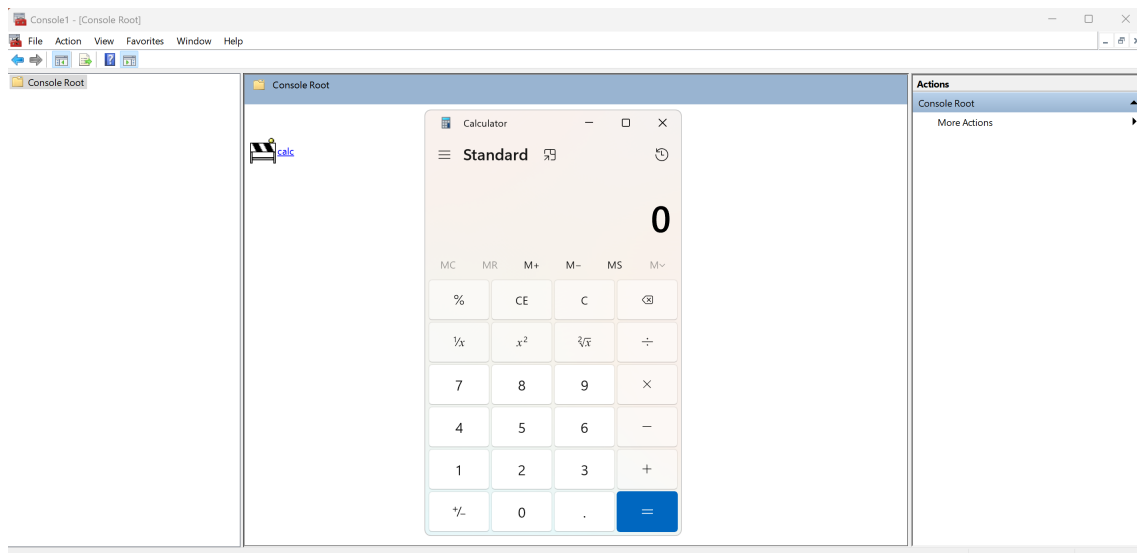 Console1 - [Console Root]
File Action View Favorites Window Help
Console Root
Console Root
Actions
Console Root
More Actions
calc
Calculator
Standard
0
MC MR M+ M− MS M
% CE C
¹/x x² ²√x ÷
7 8 9 ×
4 5 6 −
1 2 3 +
+/− 0 . =